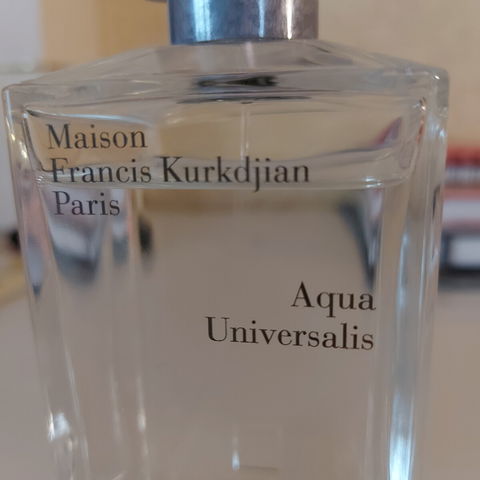 Maison
Francis Kurkdjian
Paris
Aqua
Universalis